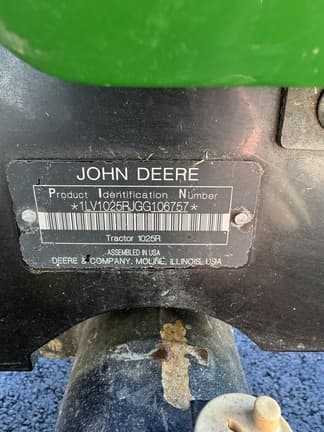 JOHN DEERE
Product Identification Number
*1LV1025RJGG106757*
Tractor 1025R
ASSEMBLED IN USA
DEERE & COMPANY, MOLINE, ILLINOIS, USA